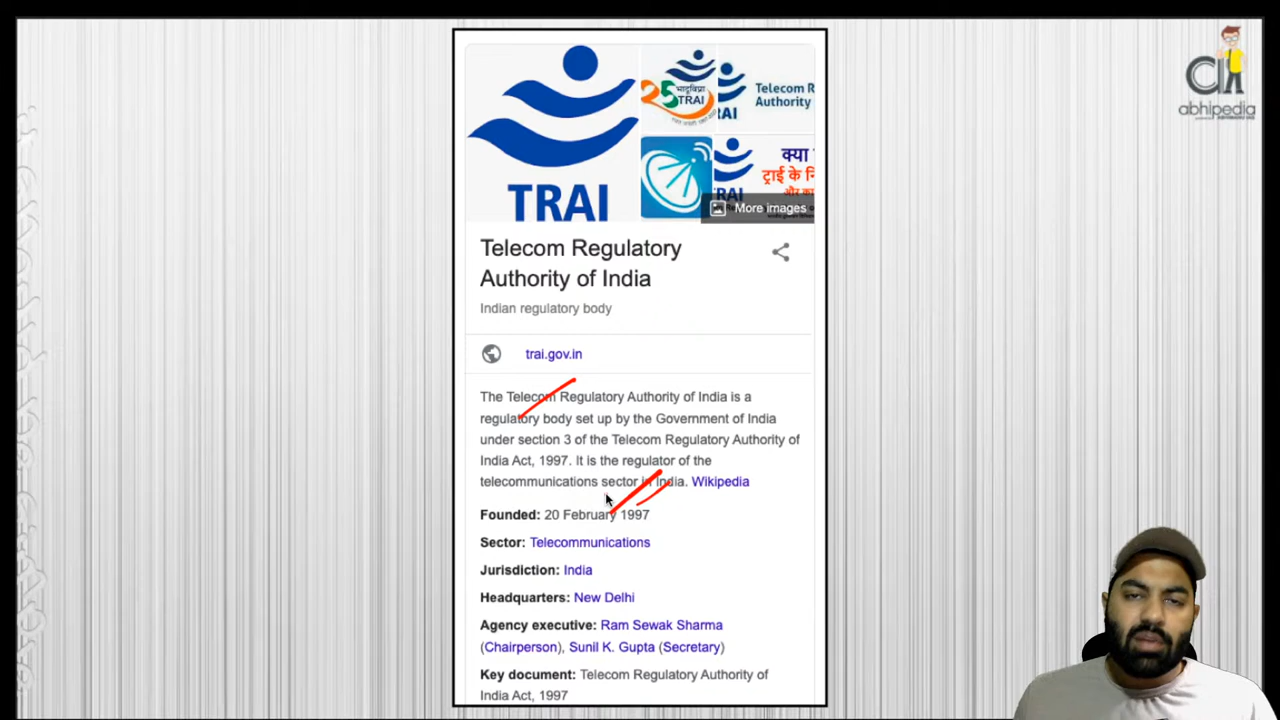 abhipedia
25
TRAI
Telecom R
Authority
TRAI
क्या
ट्राई के नि
TRAI
More images
Telecom Regulatory
Authority of India
Indian regulatory body
trai.gov.in
The Telecom Regulatory Authority of India is a
regulatory body set up by the Government of India
under section 3 of the Telecom Regulatory Authority of
India Act, 1997. It is the regulator of the
telecommunications sector in India. Wikipedia
Founded: 20 February 1997
Sector: Telecommunications
Jurisdiction: India
Headquarters: New Delhi
Agency executive: Ram Sewak Sharma
(Chairperson), Sunil K. Gupta (Secretary)
Key document: Telecom Regulatory Authority of
India Act, 1997